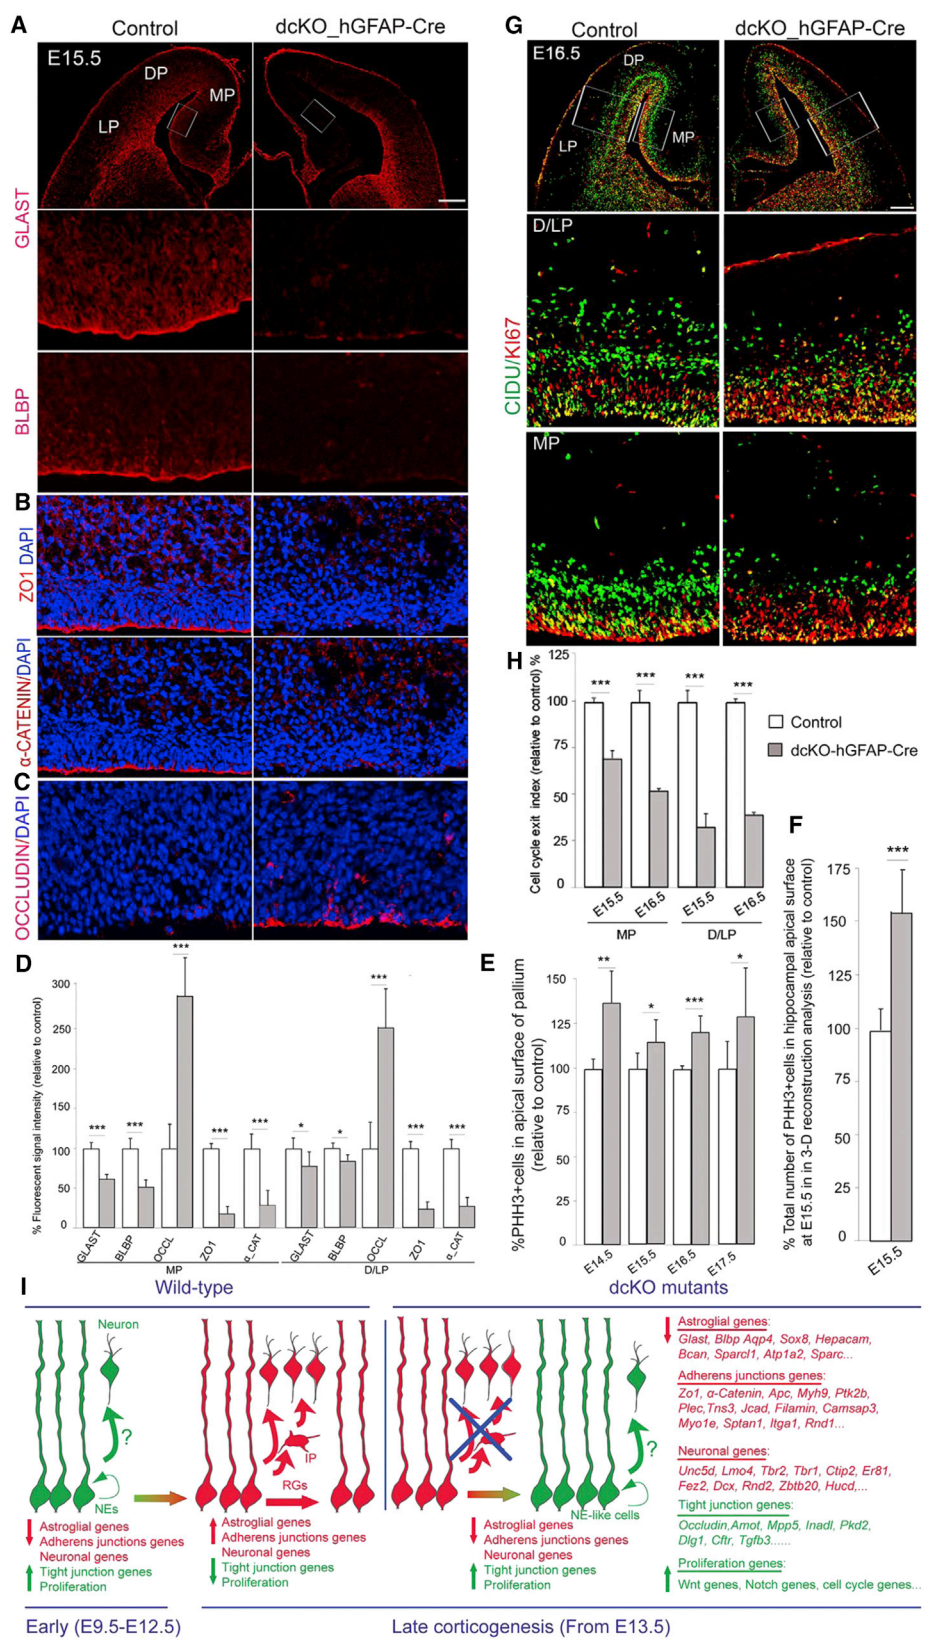 A
Control
dcKO_hGFAP-Cre
E15.5
DP
MP
LP
GLAST
BLBP
B
ZO1 DAPI
α-CATENIN/DAPI
C
OCCLUDIN/DAPI
D
% Fluorescent signal intensity (relative to control)
300
250
200
150
100
50
0
***
***
***
***
***
*
*
***
***
***
GLAST
BLBP
OCCL
ZO1
α_CAT
GLAST
BLBP
OCCL
ZO1
α_CAT
MP
D/LP
G
Control
dcKO_hGFAP-Cre
E16.5
DP
LP
MP
CIDU/KI67
D/LP
MP
H
Cell cycle exit index (relative to control) %
125
100
75
50
25
0
***
***
***
***
E15.5
E16.5
E15.5
E16.5
MP
D/LP
Control
dcKO-hGFAP-Cre
E
%PHH3+cells in apical surface of pallium
(relative to control)
150
125
100
75
50
25
0
**
*
***
*
E14.5
E15.5
E16.5
E17.5
F
% Total number of PHH3+cells in hippocampal apical surface
at E15.5 in in 3-D reconstruction analysis (relative to control)
175
150
125
100
75
50
25
0
***
E15.5
I
Wild-type
dcKO mutants
Neuron
?
NEs
IP
RGs
?
NE-like cells
Astroglial genes
Adherens junctions genes
Neuronal genes
Tight junction genes
Proliferation
Astroglial genes
Adherens junctions genes
Neuronal genes
Tight junction genes
Proliferation
Astroglial genes
Adherens junctions genes
Neuronal genes
Tight junction genes
Proliferation
Astroglial genes:
Glast, Blbp Aqp4, Sox8, Hepacam,
Bcan, Sparcl1, Atp1a2, Sparc...
Adherens junctions genes:
Zo1, α-Catenin, Apc, Myh9, Ptk2b,
Plec,Tns3, Jcad, Filamin, Camsap3,
Myo1e, Sptan1, Itga1, Rnd1...
Neuronal genes:
Unc5d, Lmo4, Tbr2, Tbr1, Ctip2, Er81,
Fez2, Dcx, Rnd2, Zbtb20, Hucd,...
Tight junction genes:
Occludin,Amot, Mpp5, Inadl, Pkd2,
Dlg1, Cftr, Tgfb3......
Proliferation genes:
Wnt genes, Notch genes, cell cycle genes...
Early (E9.5-E12.5)
Late corticogenesis (From E13.5)